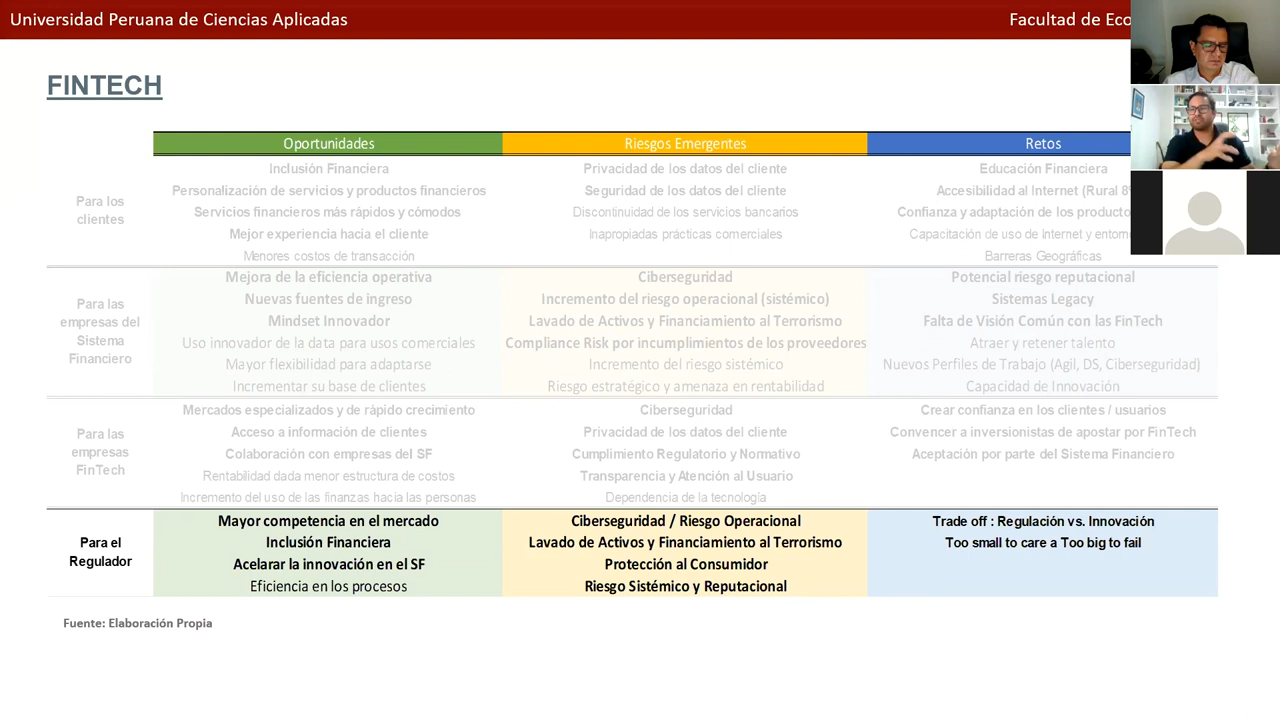 Universidad Peruana de Ciencias Aplicadas
Facultad de Eco
FINTECH
Oportunidades
Riesgos Emergentes
Retos
Para los
clientes
Inclusión Financiera
Personalización de servicios y productos financieros
Servicios financieros más rápidos y cómodos
Mejor experiencia hacia el cliente
Menores costos de transacción
Privacidad de los datos del cliente
Seguridad de los datos del cliente
Discontinuidad de los servicios bancarios
Inapropiadas prácticas comerciales
Educación Financiera
Accesibilidad al Internet (Rural
Confianza y adaptación de los
Capacitación de uso de Internet y
Barreras Geográficas
Para las
empresas del
Sistema
Financiero
Mejora de la eficiencia operativa
Nuevas fuentes de ingreso
Mindset Innovador
Uso innovador de la data para usos comerciales
Mayor flexibilidad para adaptarse
Incrementar su base de clientes
Ciberseguridad
Incremento del riesgo operacional (sistémico)
Lavado de Activos y Financiamiento al Terrorismo
Compliance Risk por incumplimientos de los proveedores
Incremento del riesgo sistémico
Riesgo estratégico y amenaza en rentabilidad
Potencial riesgo reputacional
Sistemas Legacy
Falta de Visión Común con las FinTech
Atraer y retener talento
Nuevos Perfiles de Trabajo (Agil, DS, Ciberseguridad)
Capacidad de Innovación
Para las
empresas
FinTech
Mercados especializados y de rápido crecimiento
Acceso a información de clientes
Colaboración con empresas del SF
Rentabilidad dada menor estructura de costos
Incremento del uso de las finanzas hacia las personas
Ciberseguridad
Privacidad de los datos del cliente
Cumplimiento Regulatorio y Normativo
Transparencia y Atención al Usuario
Dependencia de la tecnología
Crear confianza en los clientes / usuarios
Convencer a inversionistas de apostar por FinTech
Aceptación por parte del Sistema Financiero
Para el
Regulador
Mayor competencia en el mercado
Inclusión Financiera
Acelarar la innovación en el SF
Eficiencia en los procesos
Ciberseguridad / Riesgo Operacional
Lavado de Activos y Financiamiento al Terrorismo
Protección al Consumidor
Riesgo Sistémico y Reputacional
Trade off : Regulación vs. Innovación
Too small to care a Too big to fail
Fuente: Elaboración Propia